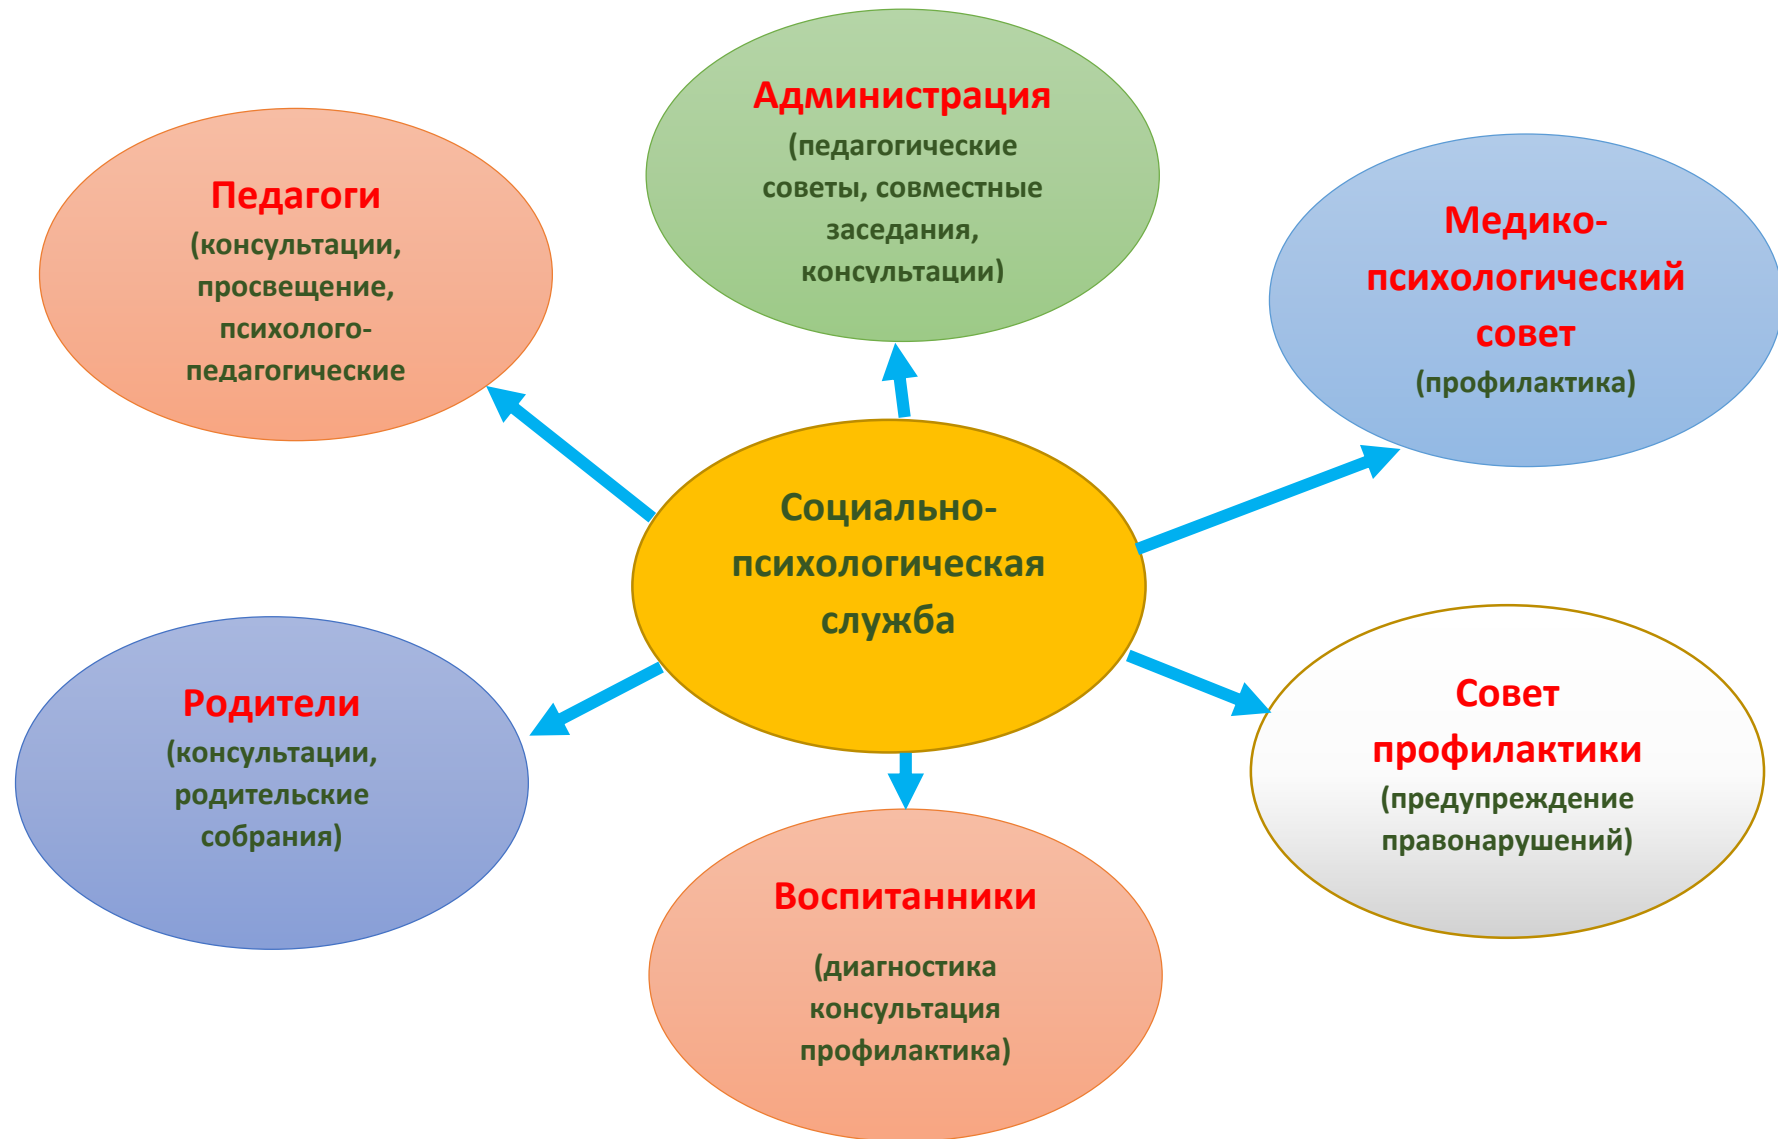 Администрация
(педагогические
советы, совместные
заседания,
консультации)
Педагоги
(консультации,
просвещение,
психолого-
педагогические
Медико-
психологический
совет
(профилактика)
Социально-
психологическая
служба
Родители
(консультации,
родительские
собрания)
Совет
профилактики
(предупреждение
правонарушений)
Воспитанники
(диагностика
консультация
профилактика)